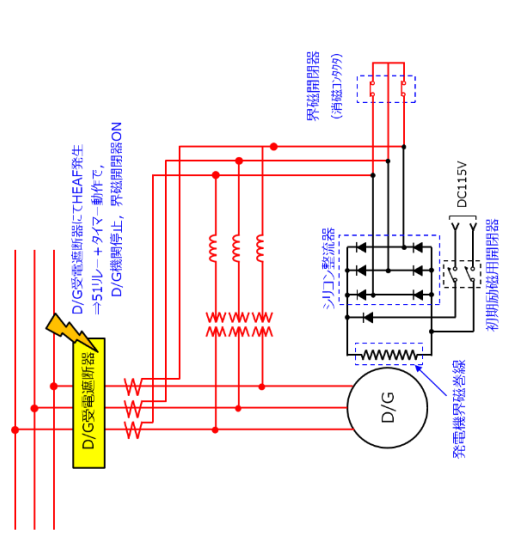 界磁開閉器
(消磁ｺﾝﾀｸﾀ)
D/G受電遮断器にてHEAF発生
⇒51リレー＋タイマー動作で，
D/G機関停止，界磁開閉器ON
DC115V
シリコン整流器
初期励磁用開閉器
D/G受電遮断器
D/G
発電機界磁巻線